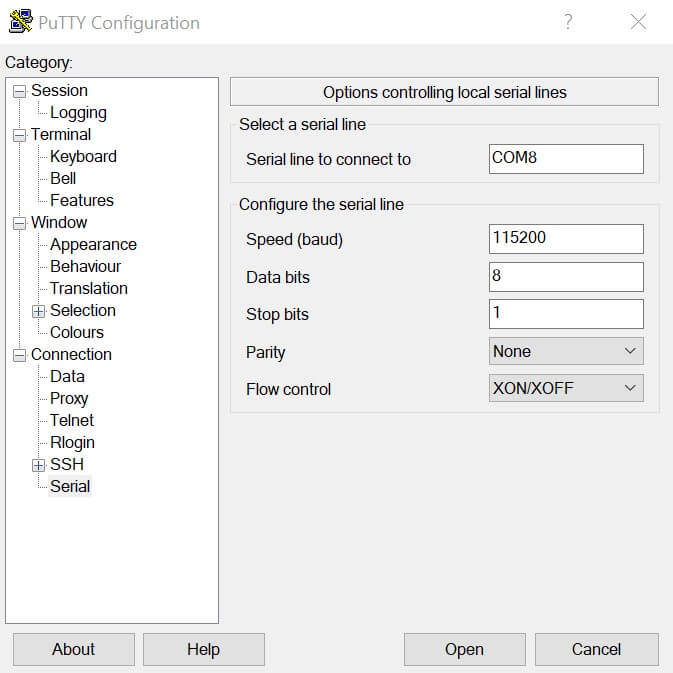 PuTTY Configuration
Category:
Session
Logging
Terminal
Keyboard
Bell
Features
Window
Appearance
Behaviour
Translation
Selection
Colours
Connection
Data
Proxy
Telnet
Rlogin
SSH
Serial
Options controlling local serial lines
Select a serial line
Serial line to connect to COM8
Configure the serial line
Speed (baud) 115200
Data bits 8
Stop bits 1
Parity None
Flow control XON/XOFF
About Help Open Cancel